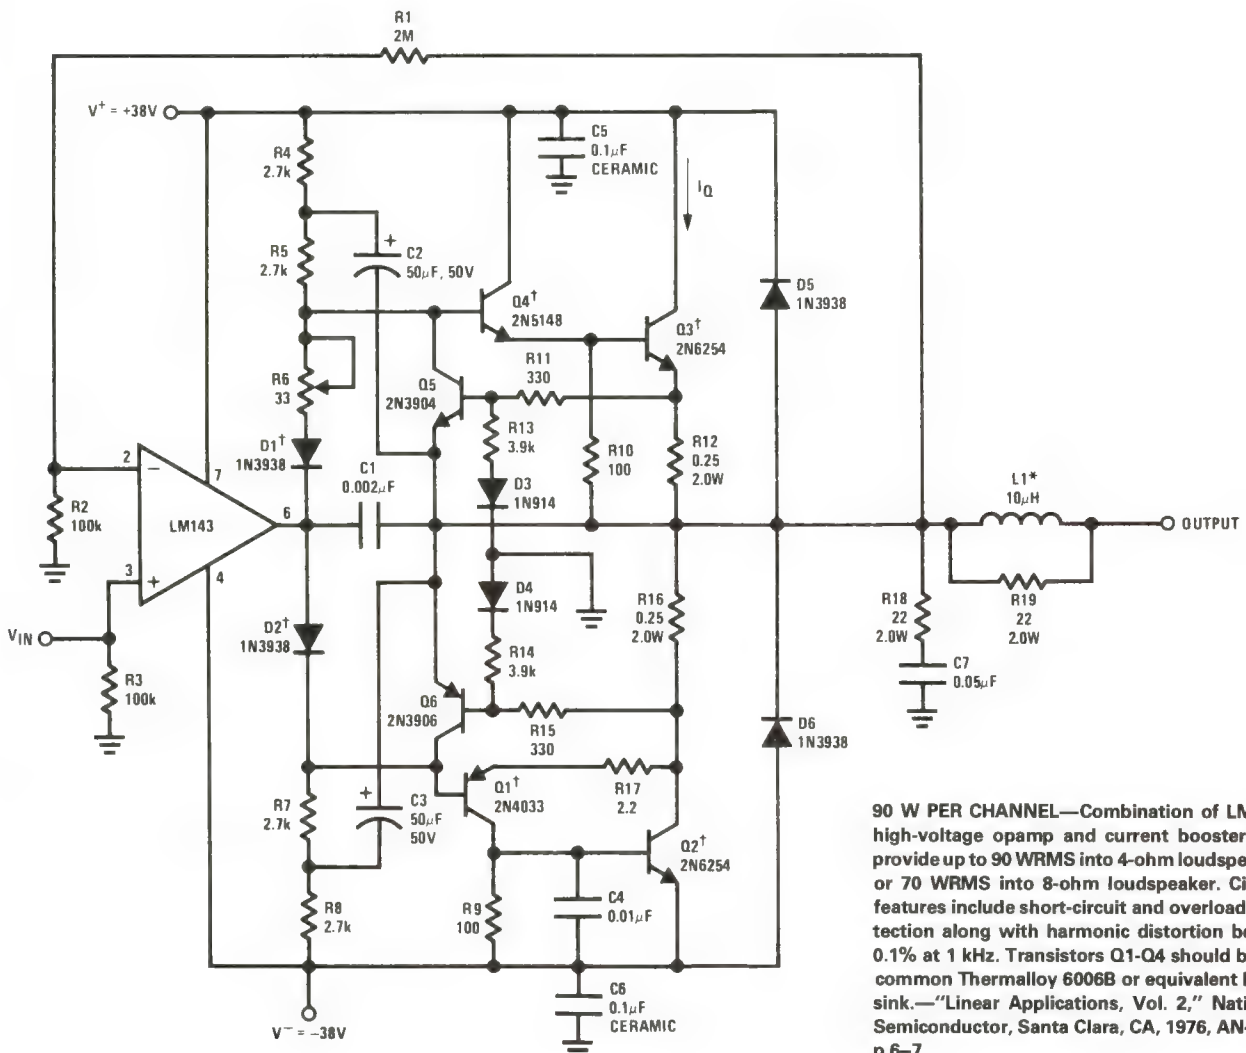 R1
2M
V+ = +38V
R4
2.7k
C5
0.1µF
CERAMIC
IQ
R5
2.7k
+
C2
50µF, 50V
D5
1N3938
Q4†
2N5148
Q3†
2N6254
R6
33
Q5
2N3904
R11
330
D1†
1N3938
R13
3.9k
R10
100
R12
0.25
2.0W
2
−
7
C1
0.002µF
D3
1N914
L1*
10µH
R2
100k
LM143
6
OUTPUT
3
+
4
D4
1N914
R16
0.25
2.0W
R18
22
2.0W
R19
22
2.0W
VIN
D2†
1N3938
R14
3.9k
C7
0.05µF
R3
100k
Q6
2N3906
R15
330
D6
1N3938
R7
2.7k
+
C3
50µF
50V
Q1†
2N4033
R17
2.2
Q2†
2N6254
R8
2.7k
R9
100
C4
0.01µF
C6
0.1µF
CERAMIC
V− = −38V
90 W PER CHANNEL—Combination of LM
high-voltage opamp and current booster
provide up to 90 WRMS into 4-ohm loudspe
or 70 WRMS into 8-ohm loudspeaker. Ci
features include short-circuit and overload
tection along with harmonic distortion be
0.1% at 1 kHz. Transistors Q1-Q4 should b
common Thermalloy 6006B or equivalent
sink.—"Linear Applications, Vol. 2," Nati
Semiconductor, Santa Clara, CA, 1976, AN-
p 6–7